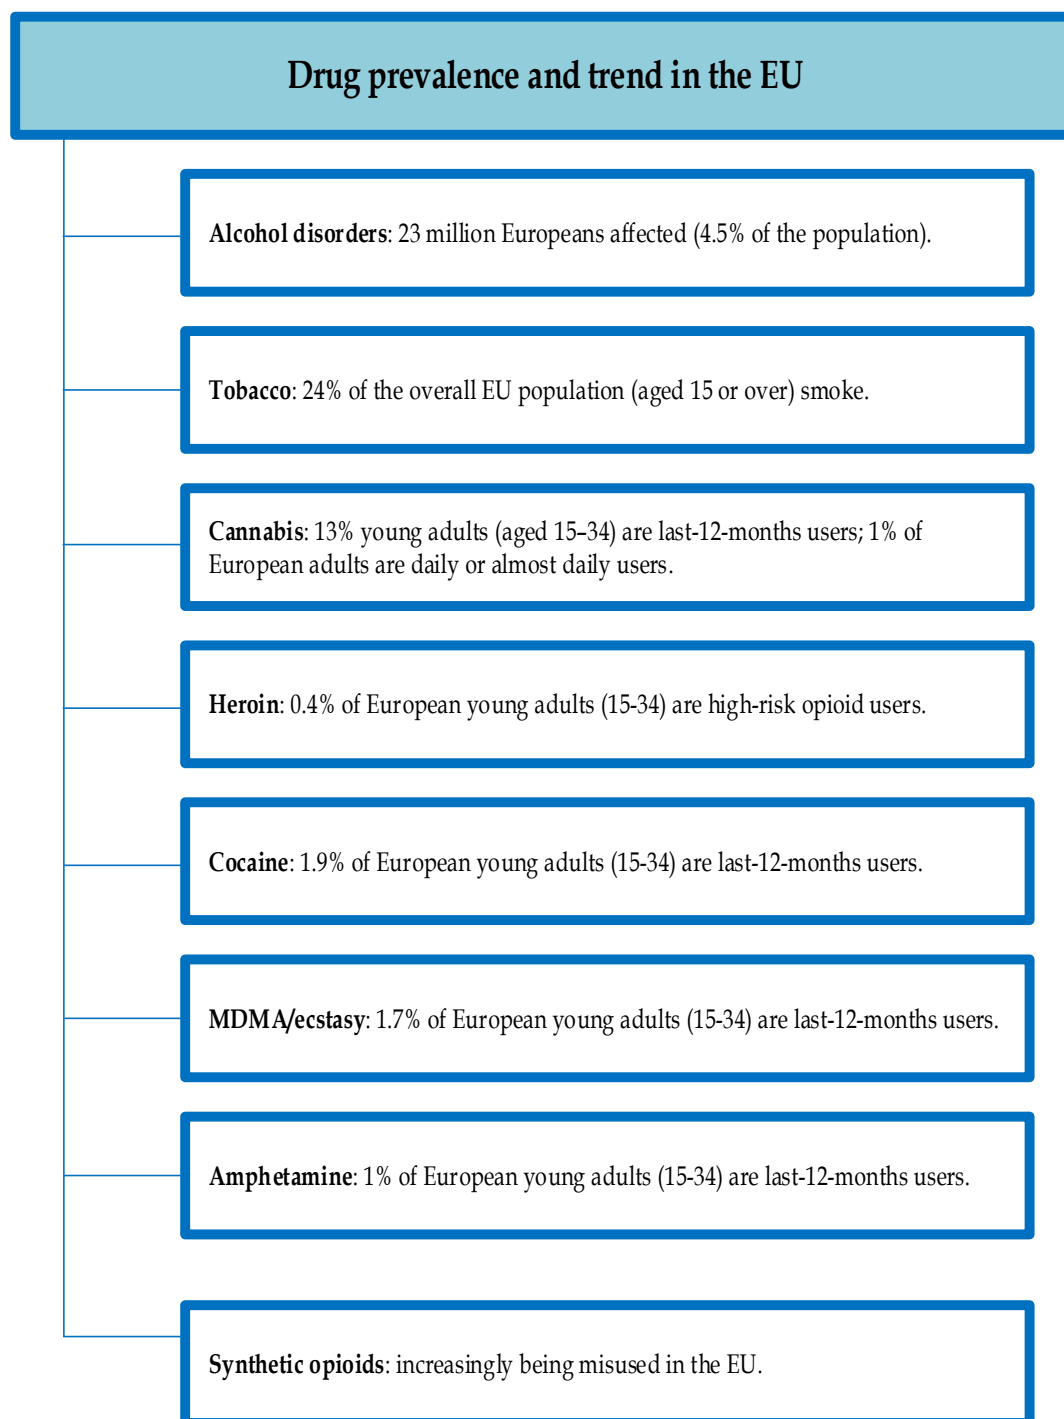 Drug prevalence and trend in the EU
Alcohol disorders: 23 million Europeans affected (4.5% of the population).
Tobacco: 24% of the overall EU population (aged 15 or over) smoke.
Cannabis: 13% young adults (aged 15–34) are last-12-months users; 1% of
European adults are daily or almost daily users.
Heroin: 0.4% of European young adults (15-34) are high-risk opioid users.
Cocaine: 1.9% of European young adults (15-34) are last-12-months users.
MDMA/ecstasy: 1.7% of European young adults (15-34) are last-12-months users.
Amphetamine: 1% of European young adults (15-34) are last-12-months users.
Synthetic opioids: increasingly being misused in the EU.